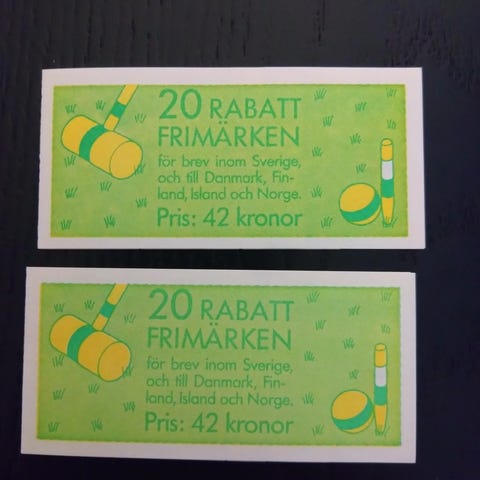 20 RABATT
FRIMÄRKEN
för brev inom Sverige,
och till Danmark, Fin-
land, Island och Norge.
Pris: 42 kronor
20 RABATT
FRIMÄRKEN
för brev inom Sverige,
och till Danmark, Fin-
land, Island och Norge.
Pris: 42 kronor